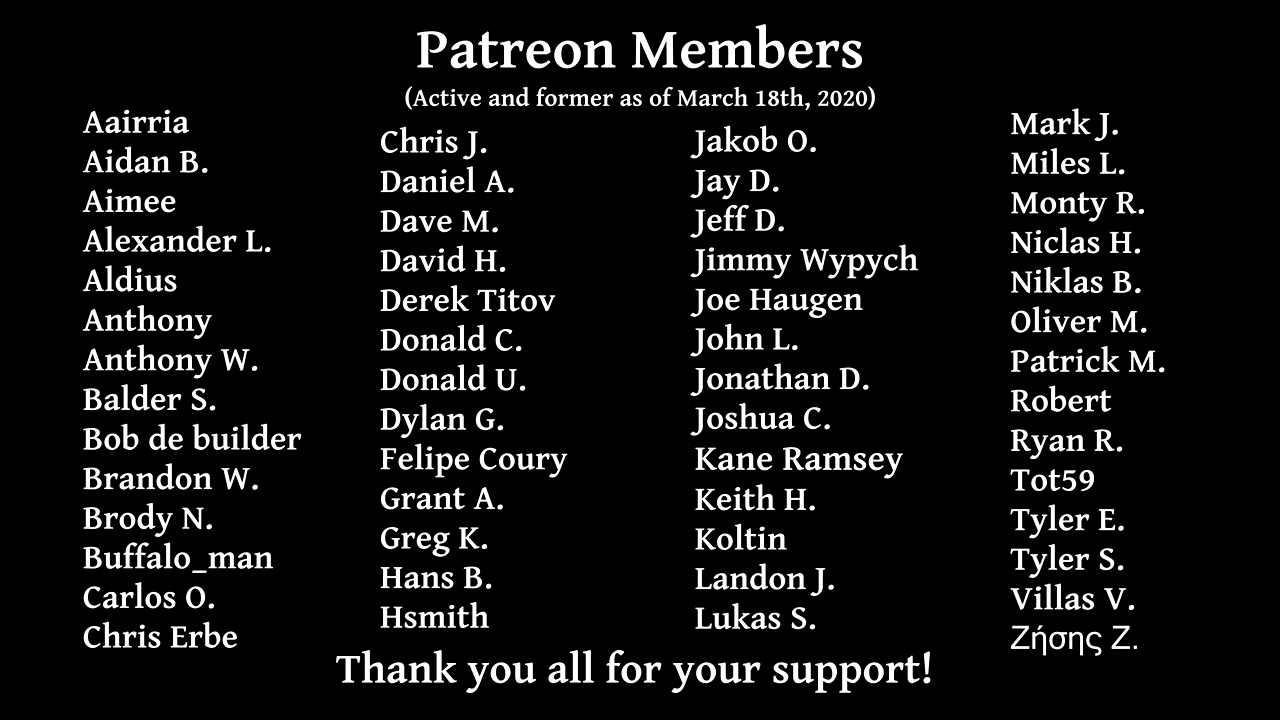 Patreon Members
(Active and former as of March 18th, 2020)
Aairria
Aidan B.
Aimee
Alexander L.
Aldius
Anthony
Anthony W.
Balder S.
Bob de builder
Brandon W.
Brody N.
Buffalo_man
Carlos O.
Chris Erbe
Chris J.
Daniel A.
Dave M.
David H.
Derek Titov
Donald C.
Donald U.
Dylan G.
Felipe Coury
Grant A.
Greg K.
Hans B.
Hsmith
Jakob O.
Jay D.
Jeff D.
Jimmy Wypych
Joe Haugen
John L.
Jonathan D.
Joshua C.
Kane Ramsey
Keith H.
Koltin
Landon J.
Lukas S.
Mark J.
Miles L.
Monty R.
Niclas H.
Niklas B.
Oliver M.
Patrick M.
Robert
Ryan R.
Tot59
Tyler E.
Tyler S.
Villas V.
Ζήσης Ζ.
Thank you all for your support!